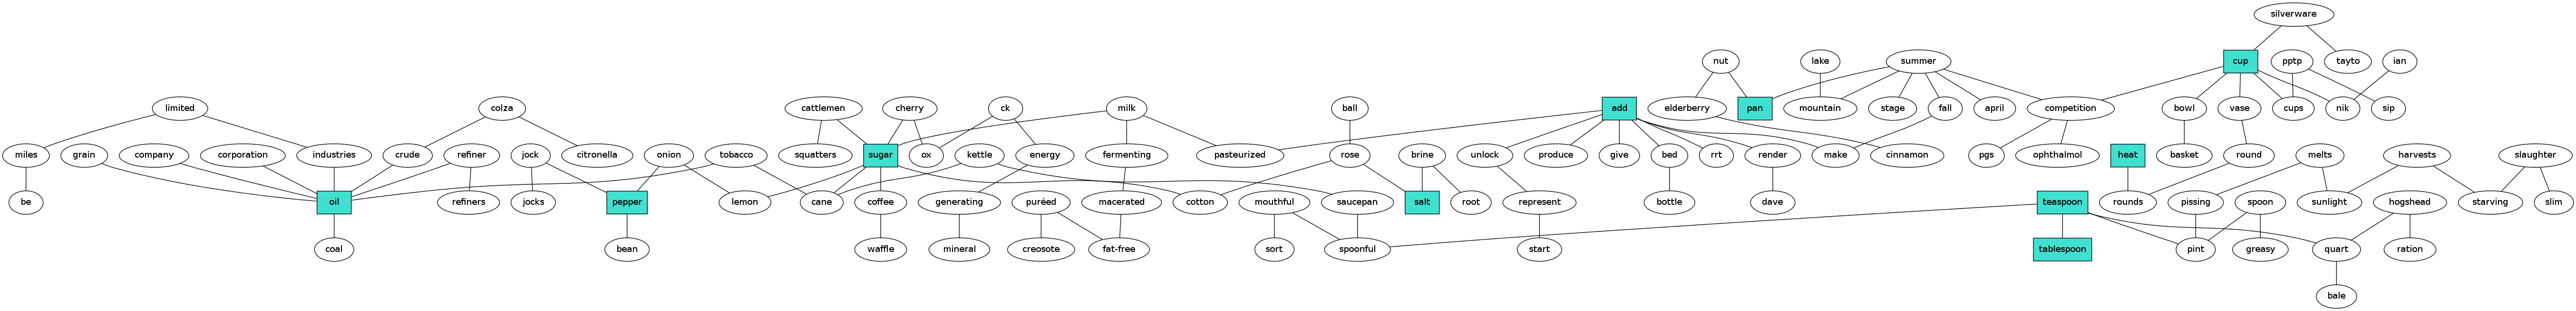 silverware
nut lake summer cup pptp tayto ian
limited colza cattlemen cherry ck milk ball add elderberry pan mountain stage fall april competition bowl vase cups nik sip
miles grain company corporation industries crude refiner jock citronella onion tobacco squatters sugar ox kettle energy fermenting pasteurized rose brine unlock produce give bed rrt render make cinnamon pgs ophthalmol heat basket round melts harvests slaughter
be oil refiners jocks pepper lemon cane coffee generating puréed macerated cotton mouthful saucepan salt root represent bottle dave teaspoon rounds pissing spoon sunlight hogshead starving slim
coal bean waffle mineral creosote fat-free sort spoonful start tablespoon pint greasy quart ration
bale